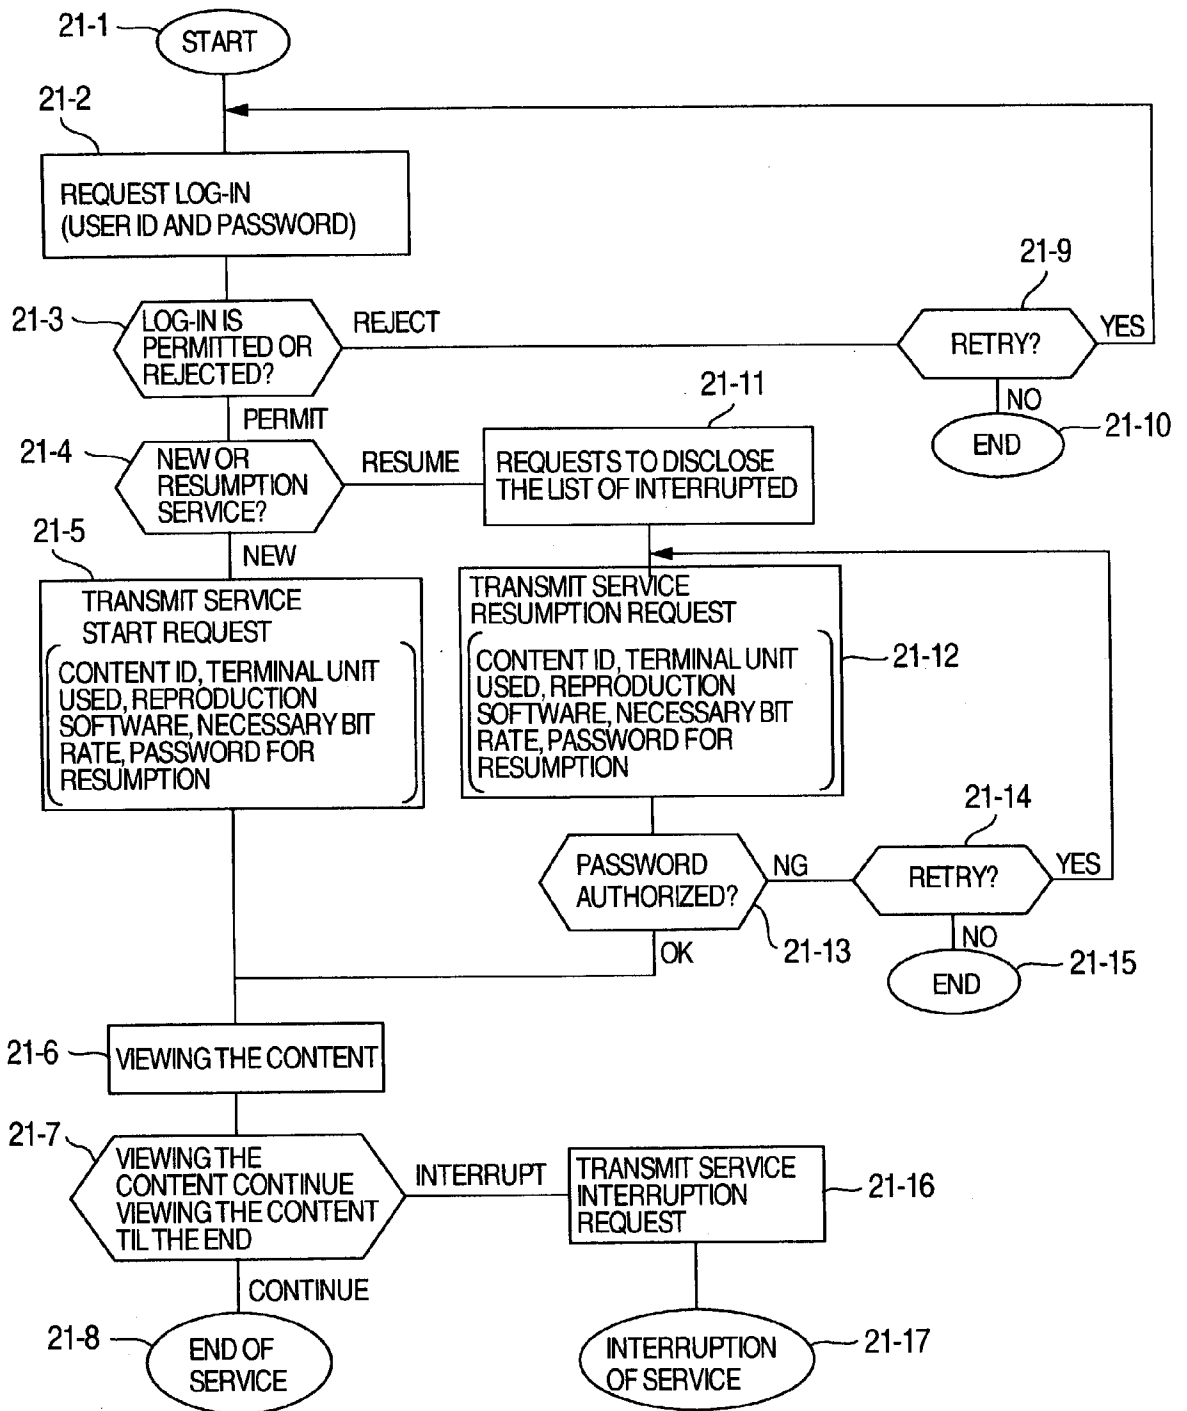 21-1
START
21-2
REQUEST LOG-IN
(USER ID AND PASSWORD)
21-3
LOG-IN IS
PERMITTED OR
REJECTED?
REJECT
21-9
RETRY?
YES
NO
21-10
END
PERMIT
21-4
NEW OR
RESUMPTION
SERVICE?
RESUME
21-11
REQUESTS TO DISCLOSE
THE LIST OF INTERRUPTED
NEW
21-5
TRANSMIT SERVICE
START REQUEST
CONTENT ID, TERMINAL UNIT
USED, REPRODUCTION
SOFTWARE, NECESSARY BIT
RATE, PASSWORD FOR
RESUMPTION
TRANSMIT SERVICE
RESUMPTION REQUEST
CONTENT ID, TERMINAL UNIT
USED, REPRODUCTION
SOFTWARE, NECESSARY BIT
RATE, PASSWORD FOR
RESUMPTION
21-12
PASSWORD
AUTHORIZED?
21-13
NG
21-14
RETRY?
YES
NO
END
21-15
OK
21-6
VIEWING THE CONTENT
21-7
VIEWING THE
CONTENT CONTINUE
VIEWING THE CONTENT
TIL THE END
INTERRUPT
TRANSMIT SERVICE
INTERRUPTION
REQUEST
21-16
CONTINUE
21-8
END OF
SERVICE
INTERRUPTION
OF SERVICE
21-17